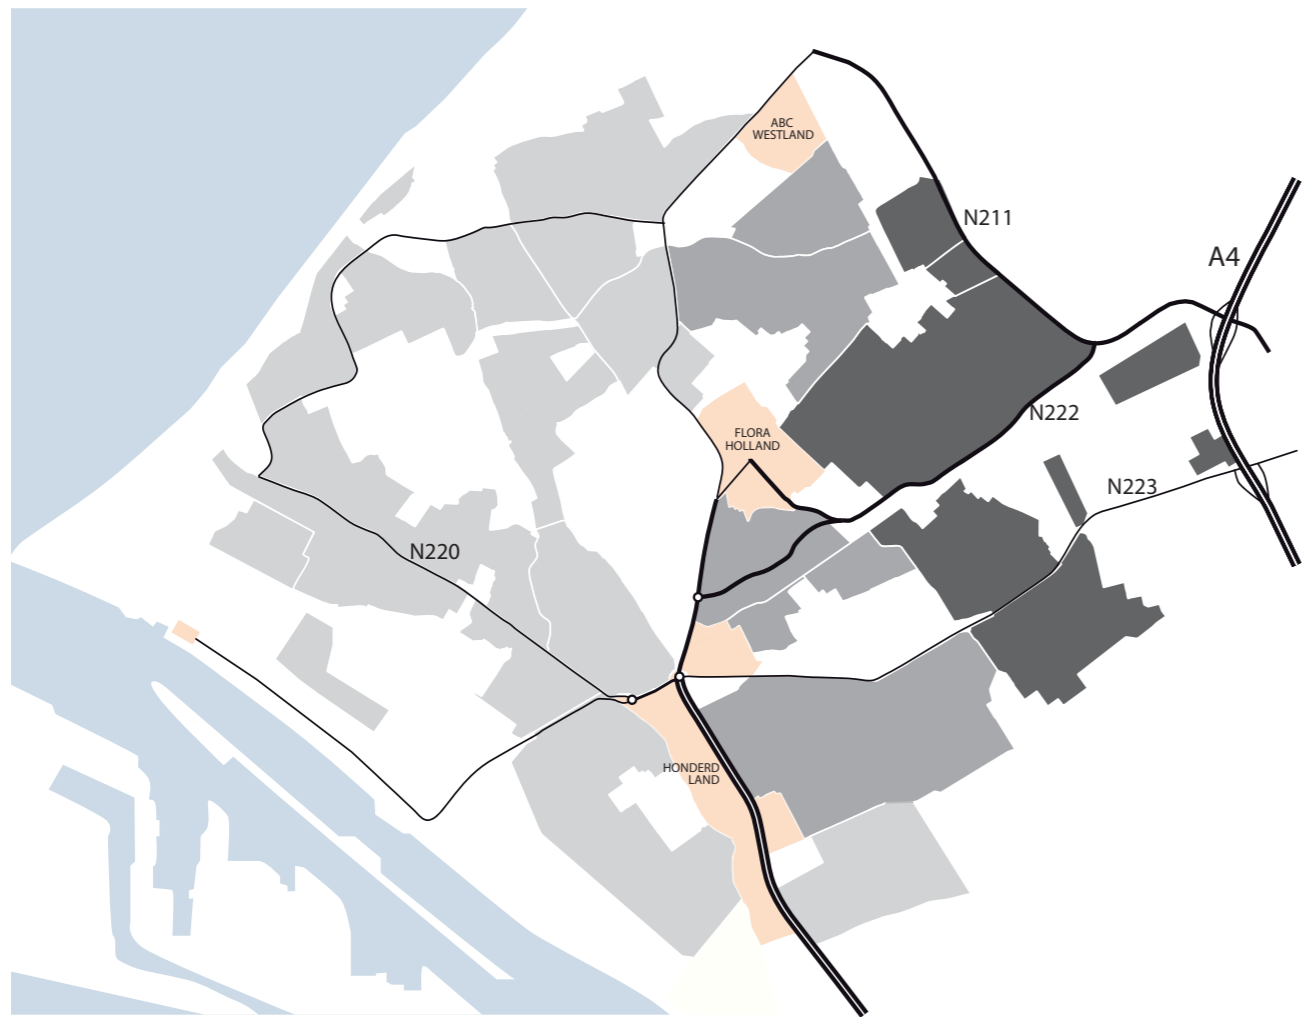 ABC
WESTLAND
N211
A4
N222
FLORA
HOLLAND
N223
N220
HONDERD
LAND